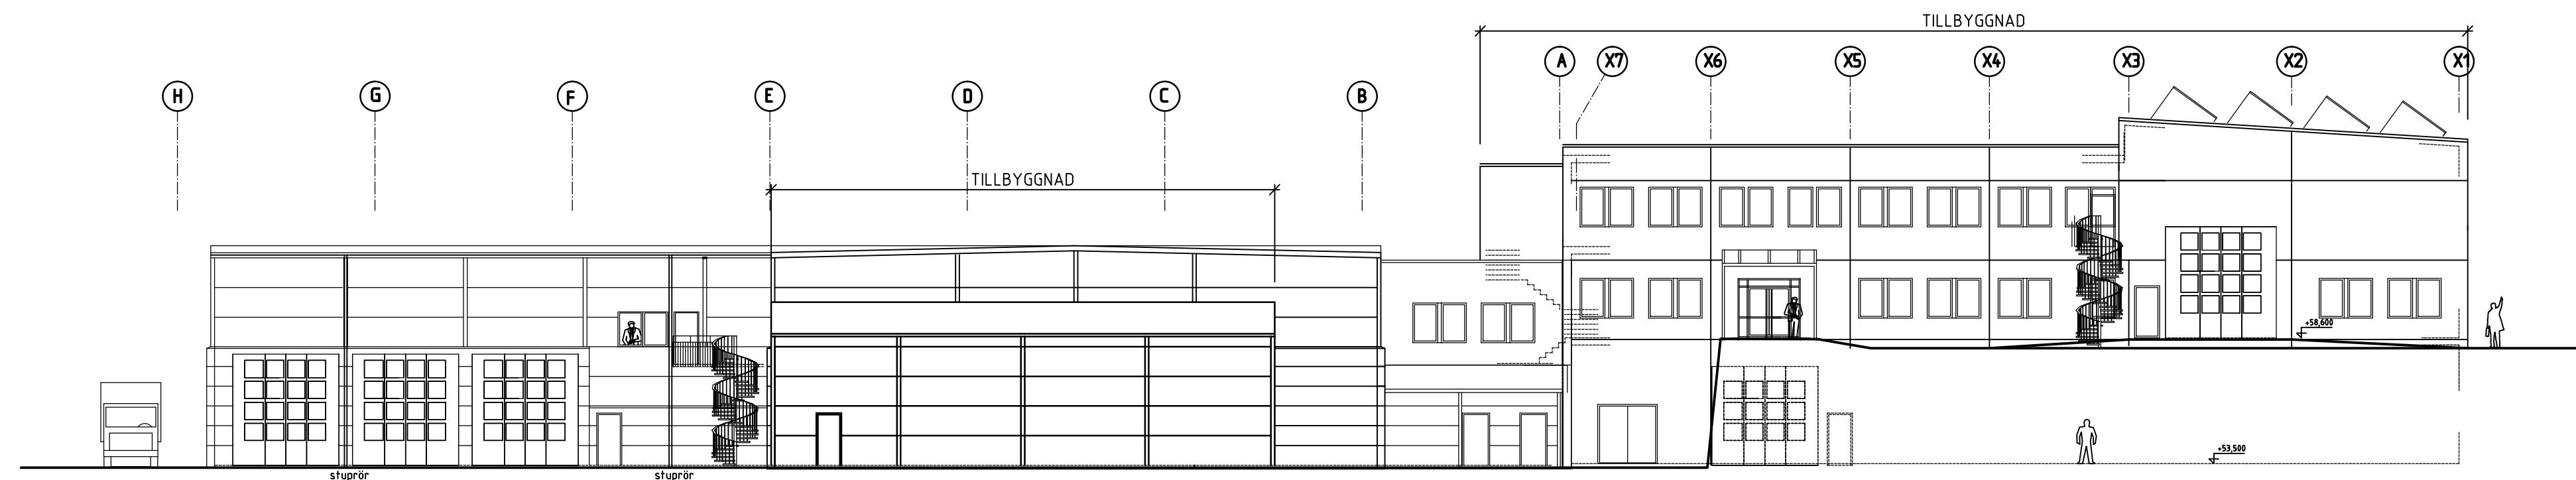 TILLBYGGNAD
A X7 X6 X5 X4 X3 X2 X1
H G F E D C B
TILLBYGGNAD
+58,600
+53,500
stuprör stuprör